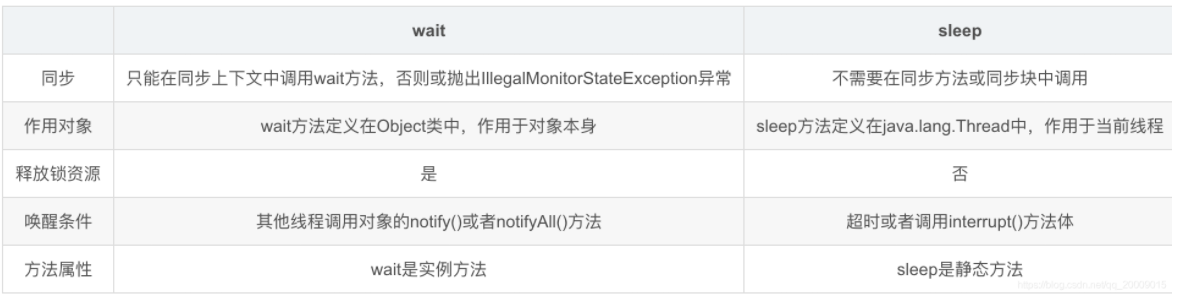 wait sleep
同步 只能在同步上下文中调用wait方法，否则或抛出IllegalMonitorStateException异常 不需要在同步方法或同步块中调用
作用对象 wait方法定义在Object类中，作用于对象本身 sleep方法定义在java.lang.Thread中，作用于当前线程
释放锁资源 是 否
唤醒条件 其他线程调用对象的notify()或者notifyAll()方法 超时或者调用interrupt()方法体
方法属性 wait是实例方法 sleep是静态方法